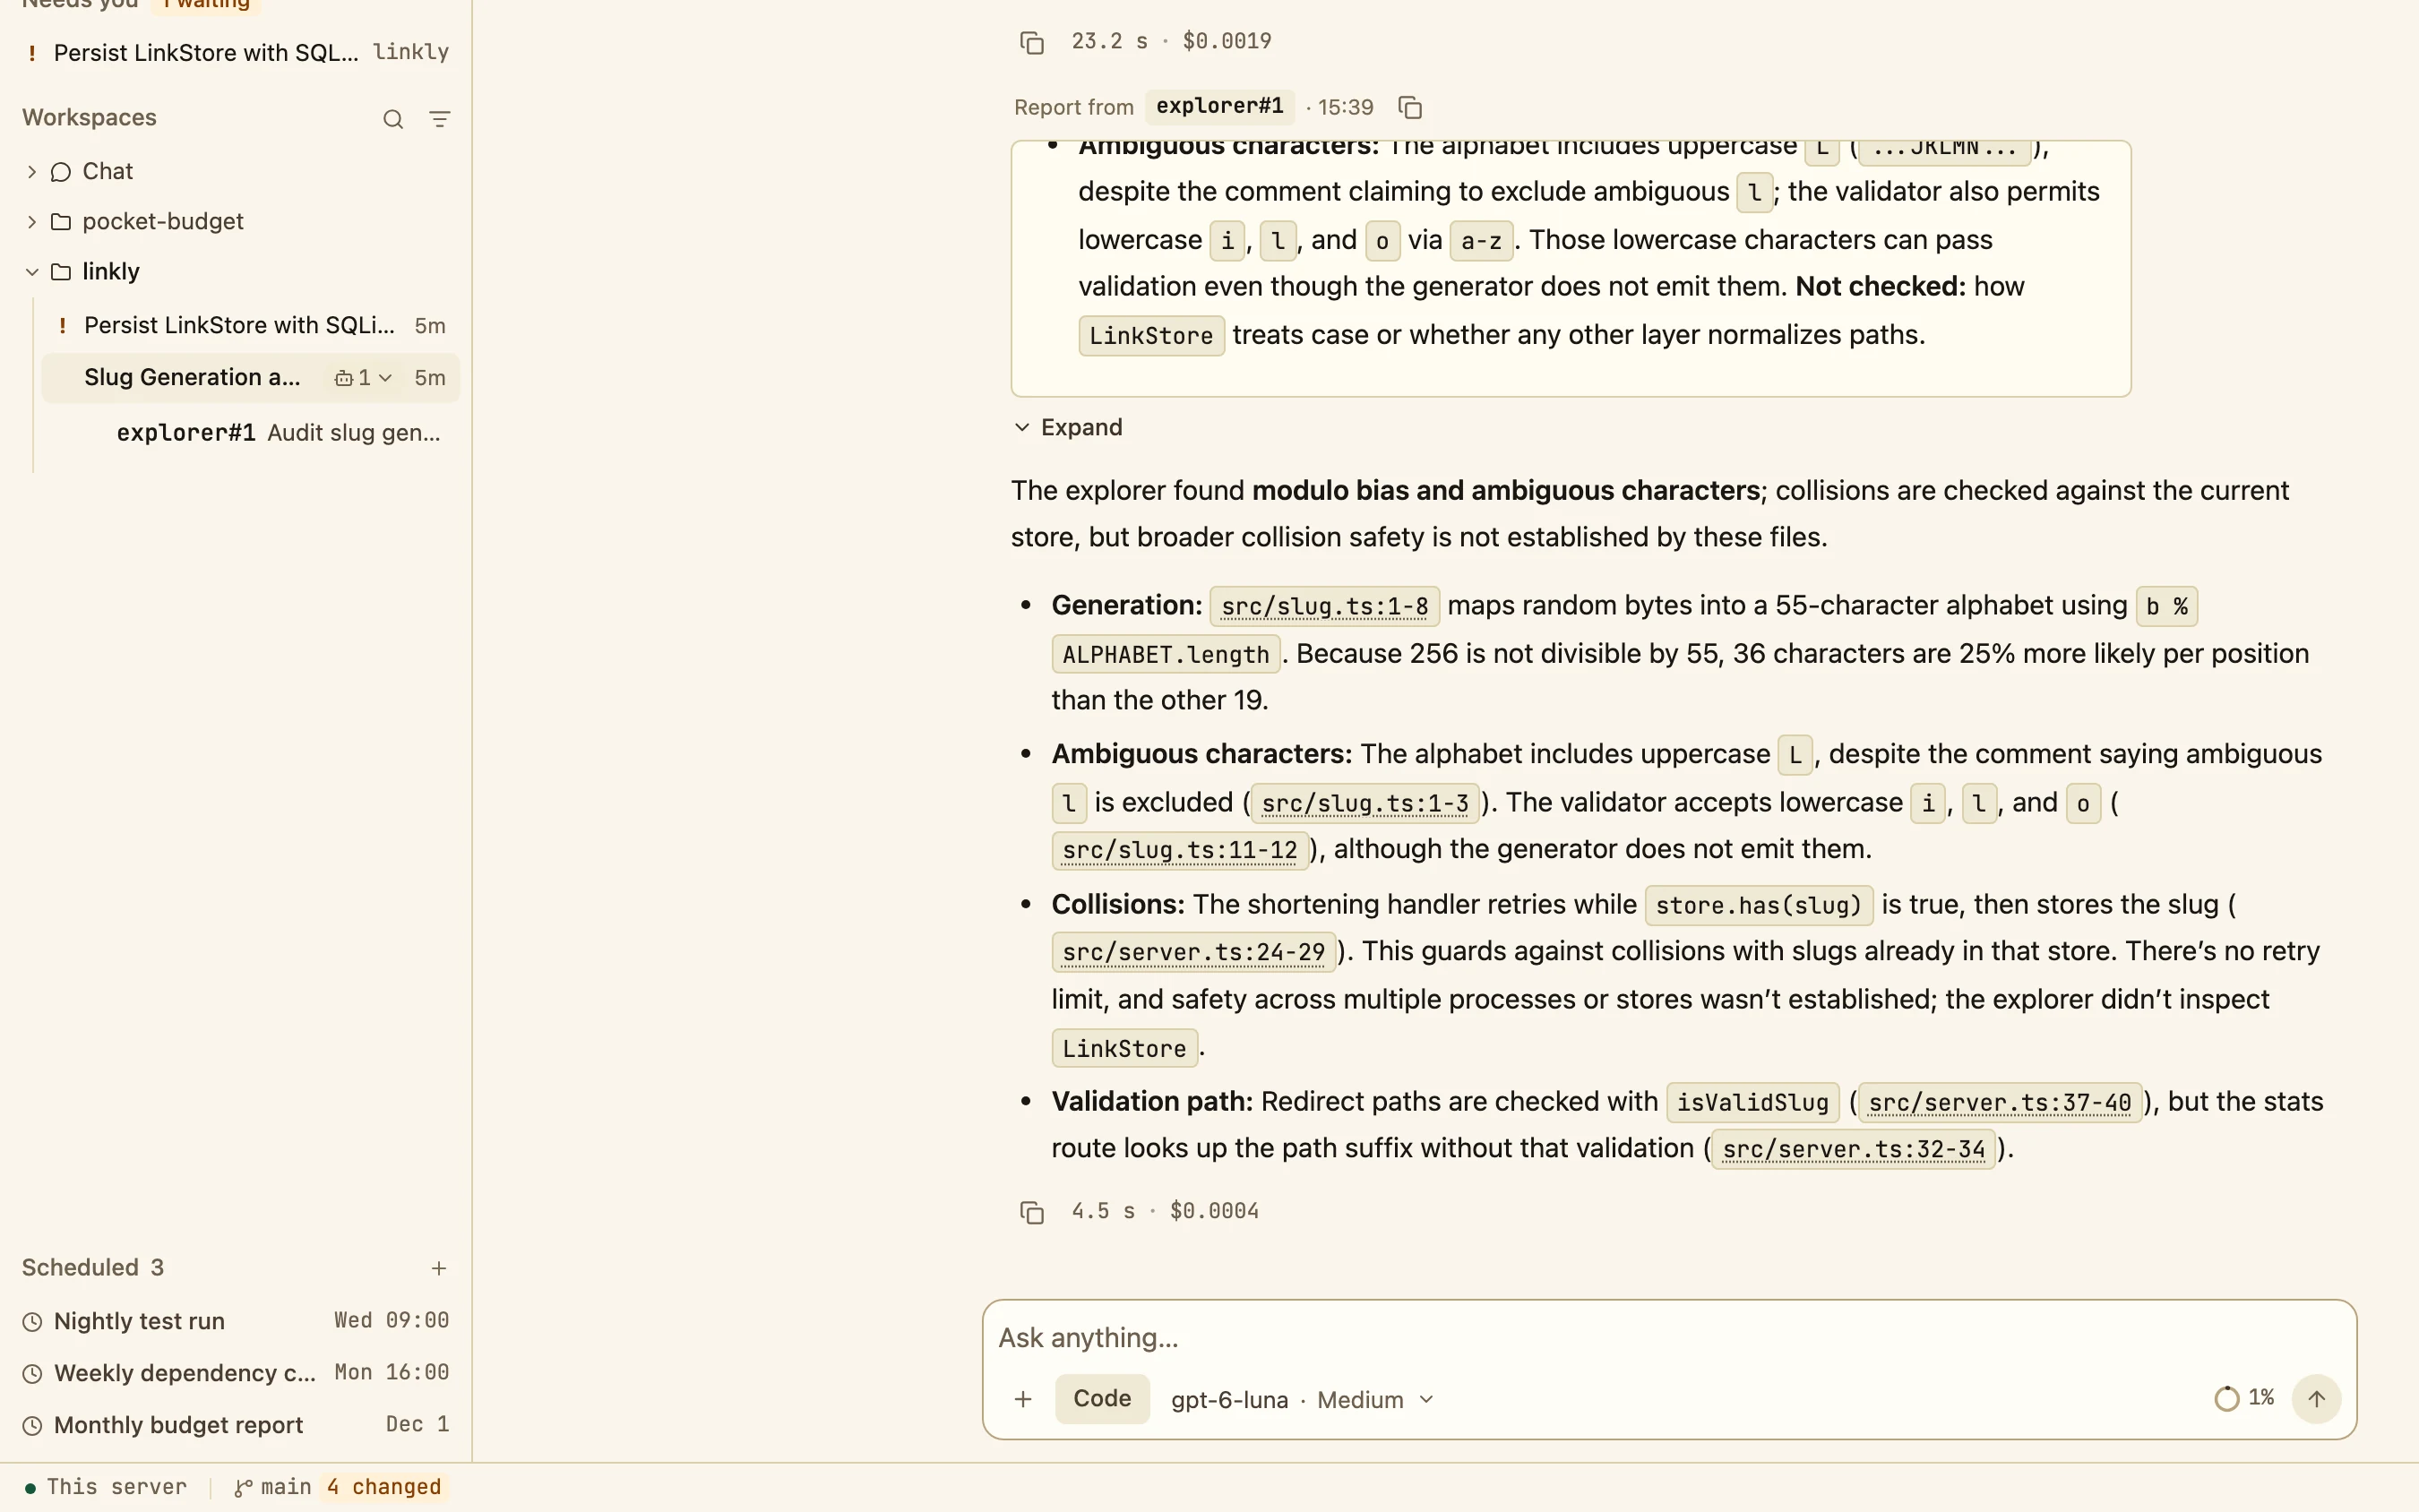 Needs you 1 waiting
! Persist LinkStore with SQL... linkly
Workspaces
Chat
pocket-budget
linkly
! Persist LinkStore with SQLi... 5m
Slug Generation a... 1 5m
explorer#1 Audit slug gen...
Scheduled 3 +
Nightly test run Wed 09:00
Weekly dependency c... Mon 16:00
Monthly budget report Dec 1
This server main 4 changed
23.2 s · $0.0019
Report from explorer#1 · 15:39
• Ambiguous characters: The alphabet includes uppercase L (...JKLMN...),
despite the comment claiming to exclude ambiguous l; the validator also permits
lowercase i, l, and o via a-z. Those lowercase characters can pass
validation even though the generator does not emit them. Not checked: how
LinkStore treats case or whether any other layer normalizes paths.
Expand
The explorer found modulo bias and ambiguous characters; collisions are checked against the current
store, but broader collision safety is not established by these files.
• Generation: src/slug.ts:1-8 maps random bytes into a 55-character alphabet using b %
ALPHABET.length. Because 256 is not divisible by 55, 36 characters are 25% more likely per position
than the other 19.
• Ambiguous characters: The alphabet includes uppercase L, despite the comment saying ambiguous
l is excluded (src/slug.ts:1-3). The validator accepts lowercase i, l, and o (
src/slug.ts:11-12), although the generator does not emit them.
• Collisions: The shortening handler retries while store.has(slug) is true, then stores the slug (
src/server.ts:24-29). This guards against collisions with slugs already in that store. There’s no retry
limit, and safety across multiple processes or stores wasn’t established; the explorer didn’t inspect
LinkStore.
• Validation path: Redirect paths are checked with isValidSlug (src/server.ts:37-40), but the stats
route looks up the path suffix without that validation (src/server.ts:32-34).
4.5 s · $0.0004
Ask anything...
+ Code gpt-6-luna · Medium 1%